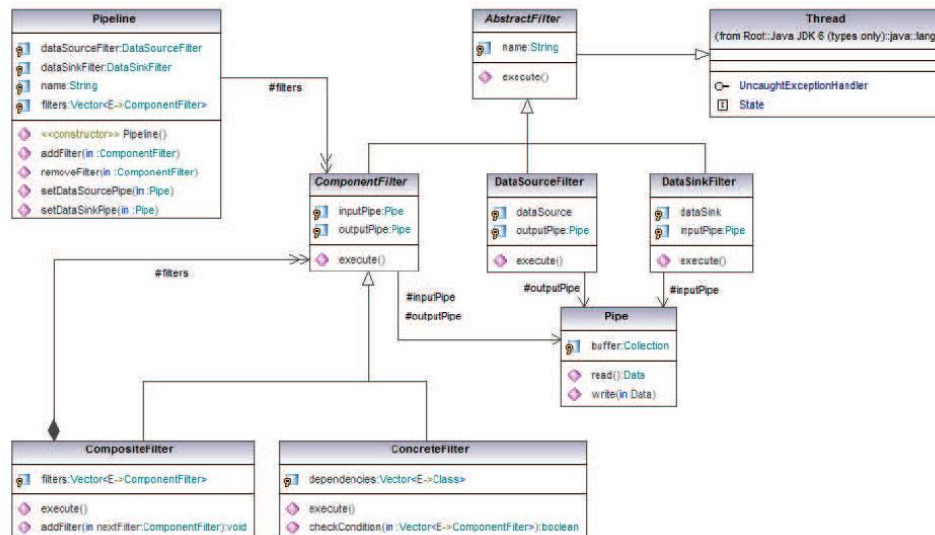 Pipeline
dataSourceFilter:DataSourceFilter
dataSinkFilter:DataSinkFilter
name:String
filters:Vector<E->ComponentFilter>
<<constructor>> Pipeline()
addFilter(in :ComponentFilter)
removeFilter(in :ComponentFilter)
setDataSourcePipe(in :Pipe)
setDataSinkPipe(in :Pipe)
#filters
AbstractFilter
name:String
execute()
Thread
(from Root::Java JDK 6 (types only)::java::lang
UncaughtExceptionHandler
State
ComponentFilter
inputPipe:Pipe
outputPipe:Pipe
execute()
DataSourceFilter
dataSource
outputPipe:Pipe
execute()
DataSinkFilter
dataSink
inputPipe:Pipe
execute()
#filters
#inputPipe
#outputPipe
#outputPipe
#inputPipe
Pipe
buffer:Collection
read():Data
write(in Data)
CompositeFilter
filters:Vector<E->ComponentFilter>
execute()
addFilter(in nextFilter:ComponentFilter):void
ConcreteFilter
dependencies:Vector<E->Class>
execute()
checkCondition(in :Vector<E->ComponentFilter>):boolean